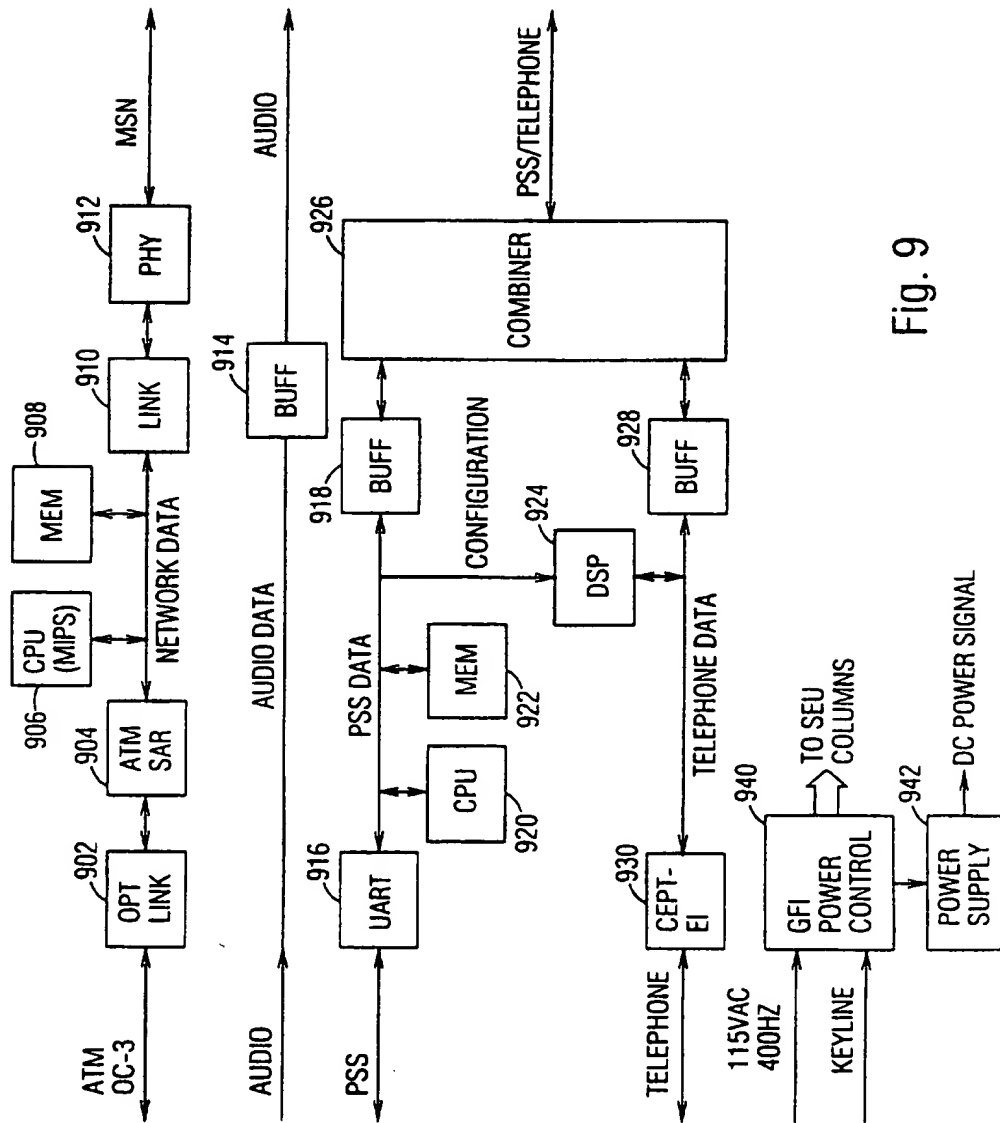 ATM
OC-3
902
OPT
LINK
904
ATM
SAR
906
CPU
(MIPS)
NETWORK DATA
908
MEM
910
LINK
912
PHY
MSN
AUDIO
AUDIO DATA
914
BUFF
AUDIO
PSS
916
UART
PSS DATA
CPU
920
MEM
922
918
BUFF
CONFIGURATION
924
DSP
926
COMBINER
PSS/TELEPHONE
TELEPHONE
930
CEPT-
EI
TELEPHONE DATA
928
BUFF
115VAC
400HZ
KEYLINE
940
GFI
POWER
CONTROL
TO SEU
COLUMNS
942
POWER
SUPPLY
DC POWER SIGNAL
Fig. 9